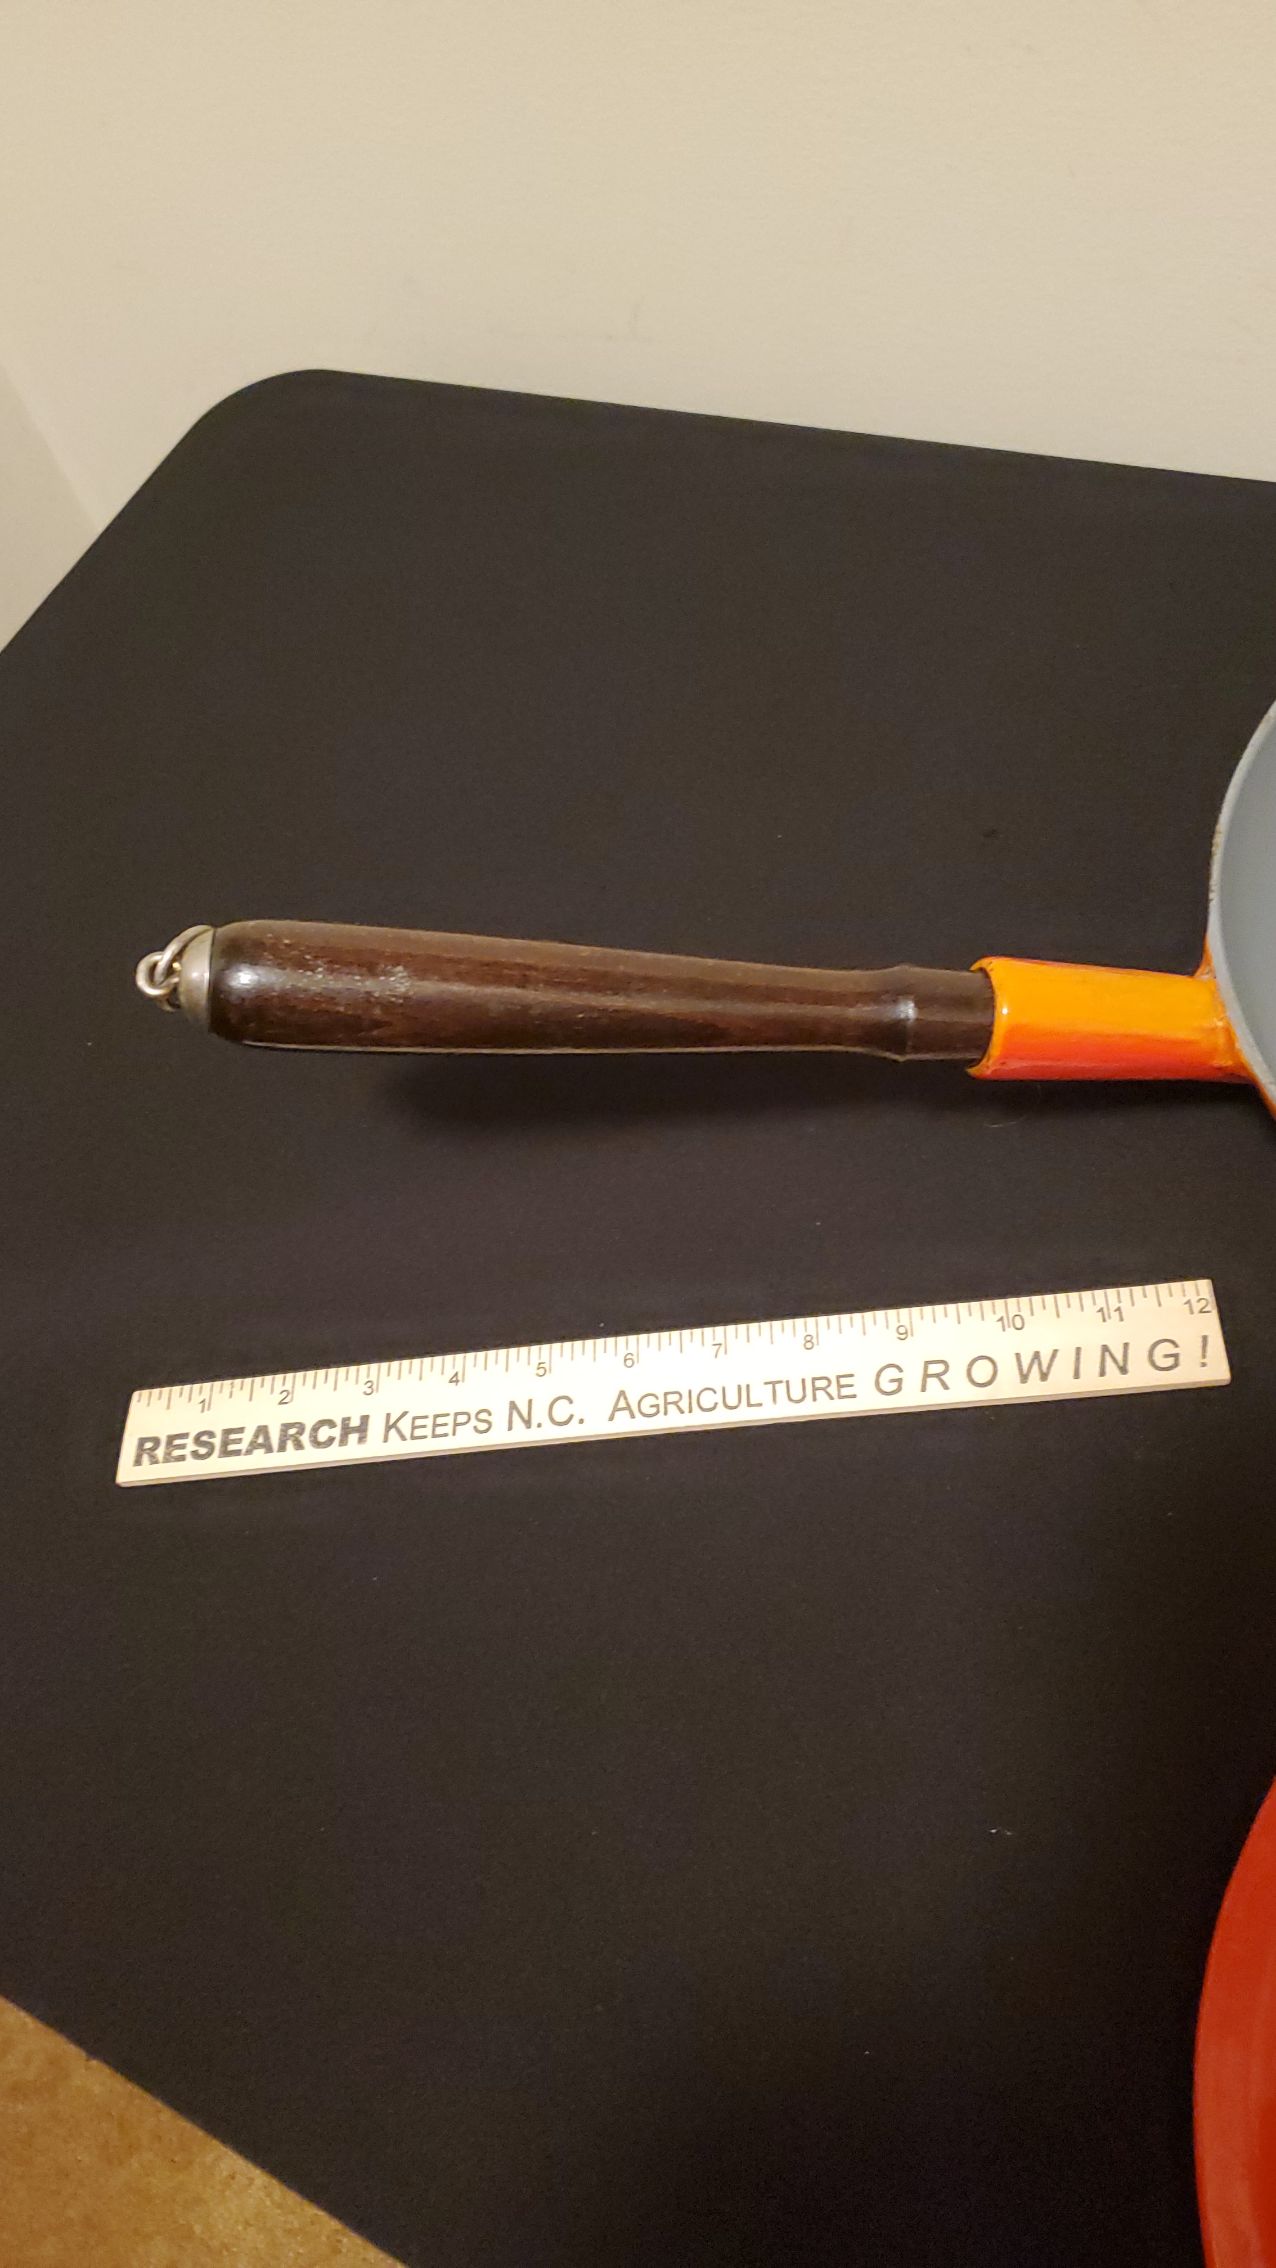 1 2 3 4 5 6 7 8 9 10 11 12
RESEARCH KEEPS N.C. AGRICULTURE GROWING!